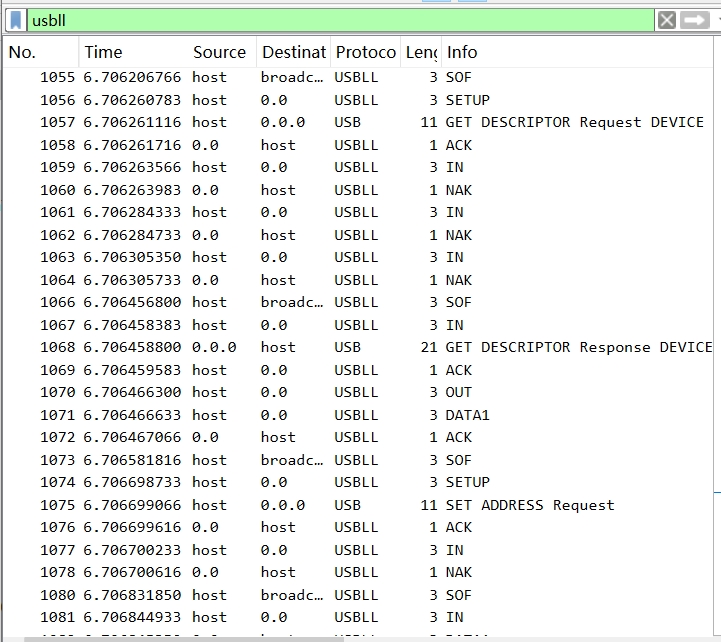 usbll
No. Time Source Destinat Protoco Leng Info
1055 6.706206766 host broadc… USBLL 3 SOF
1056 6.706260783 host 0.0 USBLL 3 SETUP
1057 6.706261116 host 0.0.0 USB 11 GET DESCRIPTOR Request DEVICE
1058 6.706261716 0.0 host USBLL 1 ACK
1059 6.706263566 host 0.0 USBLL 3 IN
1060 6.706263983 0.0 host USBLL 1 NAK
1061 6.706284333 host 0.0 USBLL 3 IN
1062 6.706284733 0.0 host USBLL 1 NAK
1063 6.706305350 host 0.0 USBLL 3 IN
1064 6.706305733 0.0 host USBLL 1 NAK
1066 6.706456800 host broadc… USBLL 3 SOF
1067 6.706458383 host 0.0 USBLL 3 IN
1068 6.706458800 0.0.0 host USB 21 GET DESCRIPTOR Response DEVICE
1069 6.706459583 host 0.0 USBLL 1 ACK
1070 6.706466300 host 0.0 USBLL 3 OUT
1071 6.706466633 host 0.0 USBLL 3 DATA1
1072 6.706467066 0.0 host USBLL 1 ACK
1073 6.706581816 host broadc… USBLL 3 SOF
1074 6.706698733 host 0.0 USBLL 3 SETUP
1075 6.706699066 host 0.0.0 USB 11 SET ADDRESS Request
1076 6.706699616 0.0 host USBLL 1 ACK
1077 6.706700233 host 0.0 USBLL 3 IN
1078 6.706700616 0.0 host USBLL 1 NAK
1080 6.706831850 host broadc… USBLL 3 SOF
1081 6.706844933 host 0.0 USBLL 3 IN